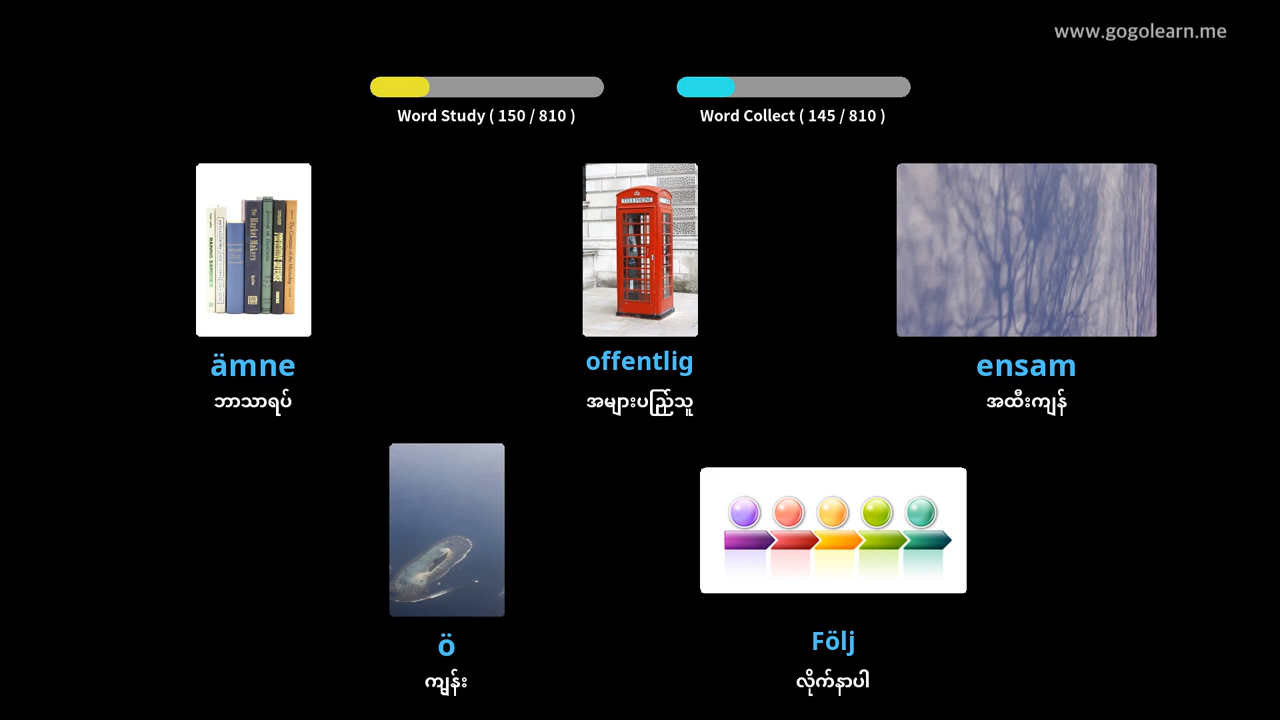 www.gogolearn.me
Word Study ( 150 / 810 )
Word Collect ( 145 / 810 )
TELEPHONE
ämne
ဘာသာရပ်
offentlig
အများပြည်သူ
ensam
အထီးကျန်
ö
ကျွန်း
Följ
လိုက်နာပါ